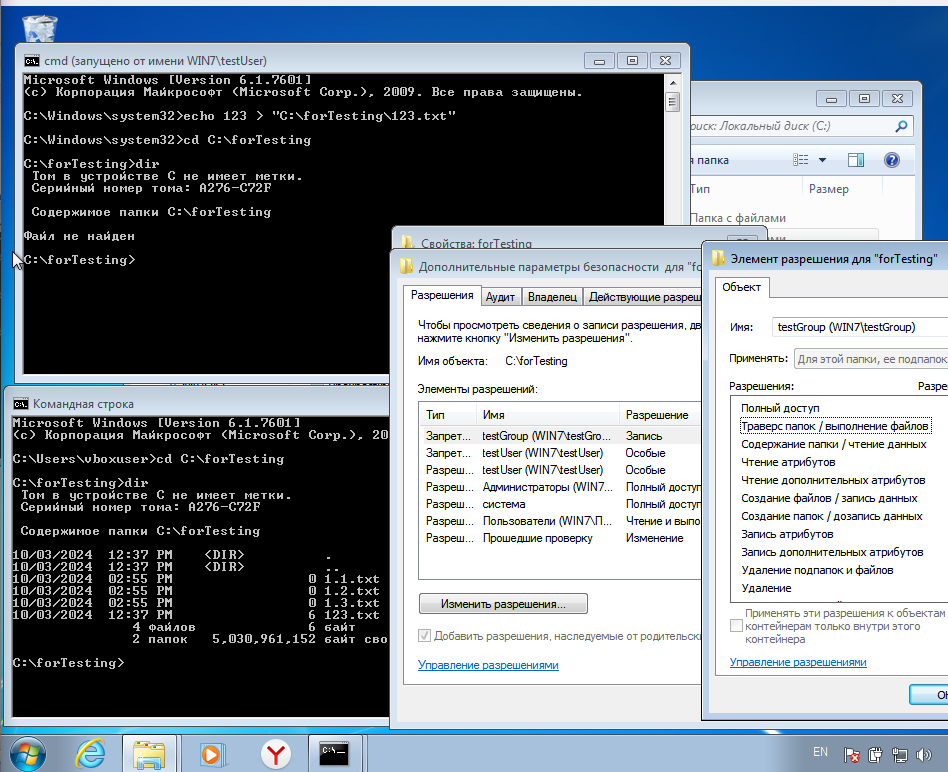 cmd (запущено от имени WIN7\testUser)
Microsoft Windows [Version 6.1.7601]
(c) Корпорация Майкрософт (Microsoft Corp.), 2009. Все права защищены.
C:\Windows\system32>echo 123 > "C:\forTesting\123.txt"
C:\Windows\system32>cd C:\forTesting
C:\forTesting>dir
Том в устройстве C не имеет метки.
Серийный номер тома: A276-C72F
Содержимое папки C:\forTesting
Файл не найден
C:\forTesting>
оиск: Локальный диск (C:)
я папка
Тип
Размер
Папка с файлами
Командная строка
Microsoft Windows [Version 6.1.7601]
(c) Корпорация Майкрософт (Microsoft Corp.), 20
C:\Users\vboxuser>cd C:\forTesting
C:\forTesting>dir
Том в устройстве C не имеет метки.
Серийный номер тома: A276-C72F
Содержимое папки C:\forTesting
10/03/2024 12:37 PM <DIR> .
10/03/2024 12:37 PM <DIR> ..
10/03/2024 02:55 PM 0 1.1.txt
10/03/2024 02:55 PM 0 1.2.txt
10/03/2024 02:55 PM 0 1.3.txt
10/03/2024 12:37 PM 6 123.txt
4 файлов 6 байт
2 папок 5,030,961,152 байт сво
C:\forTesting>
Свойства: forTesting
Дополнительные параметры безопасности для "fo
Разрешения
Аудит
Владелец
Действующие разреш
Чтобы просмотреть сведения о записи разрешения, дв
нажмите кнопку "Изменить разрешения".
Имя объекта: C:\forTesting
Элементы разрешений:
Тип Имя Разрешение
Запрет... testGroup (WIN7\testGro... Запись
Запрет... testUser (WIN7\testUser) Особые
Разреш... testUser (WIN7\testUser) Особые
Разреш... Администраторы (WIN7... Полный доступ
Разреш... система Полный доступ
Разреш... Пользователи (WIN7\П... Чтение и выпо
Разреш... Прошедшие проверку Изменение
Изменить разрешения...
Добавить разрешения, наследуемые от родительски
Управление разрешениями
Элемент разрешения для "forTesting"
Объект
Имя: testGroup (WIN7\testGroup)
Применять: Для этой папки, ее подпапок
Разрешения: Разре
Полный доступ
Траверс папок / выполнение файлов
Содержание папки / чтение данных
Чтение атрибутов
Чтение дополнительных атрибутов
Создание файлов / запись данных
Создание папок / дозапись данных
Запись атрибутов
Запись дополнительных атрибутов
Удаление подпапок и файлов
Удаление
Применять эти разрешения к объектам
контейнерам только внутри этого
контейнера
Управление разрешениями
EN